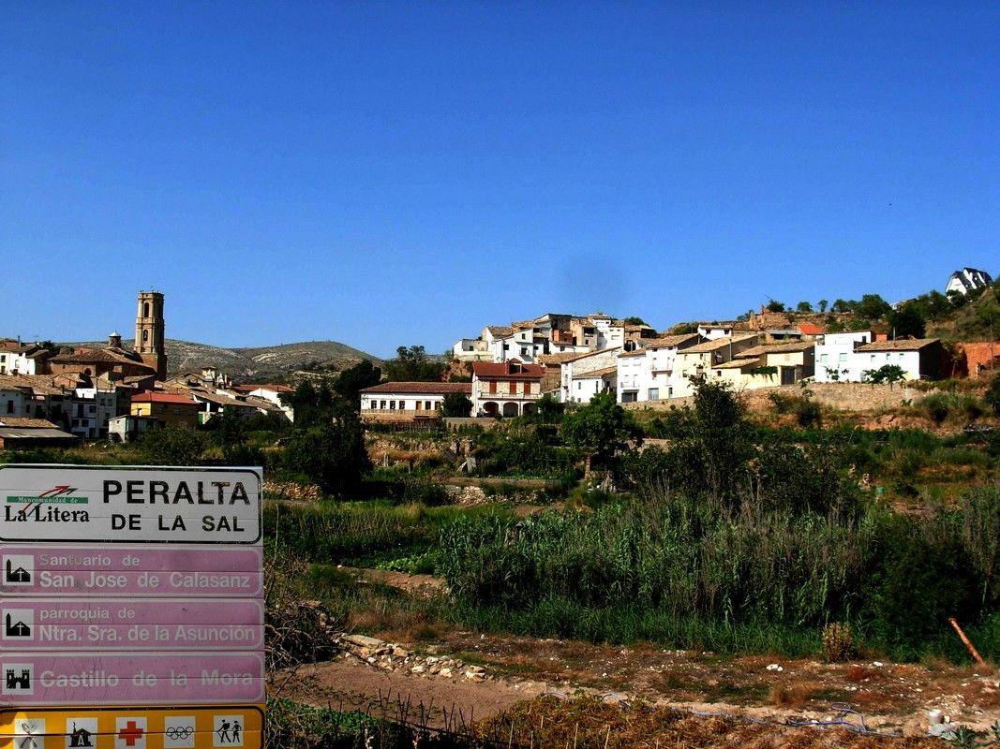 Mancomunidad de
La Litera
PERALTA
DE LA SAL
Santuario de
San Jose de Calasanz
parroquia de
Ntra. Sra. de la Asunción
Castillo de la Mora